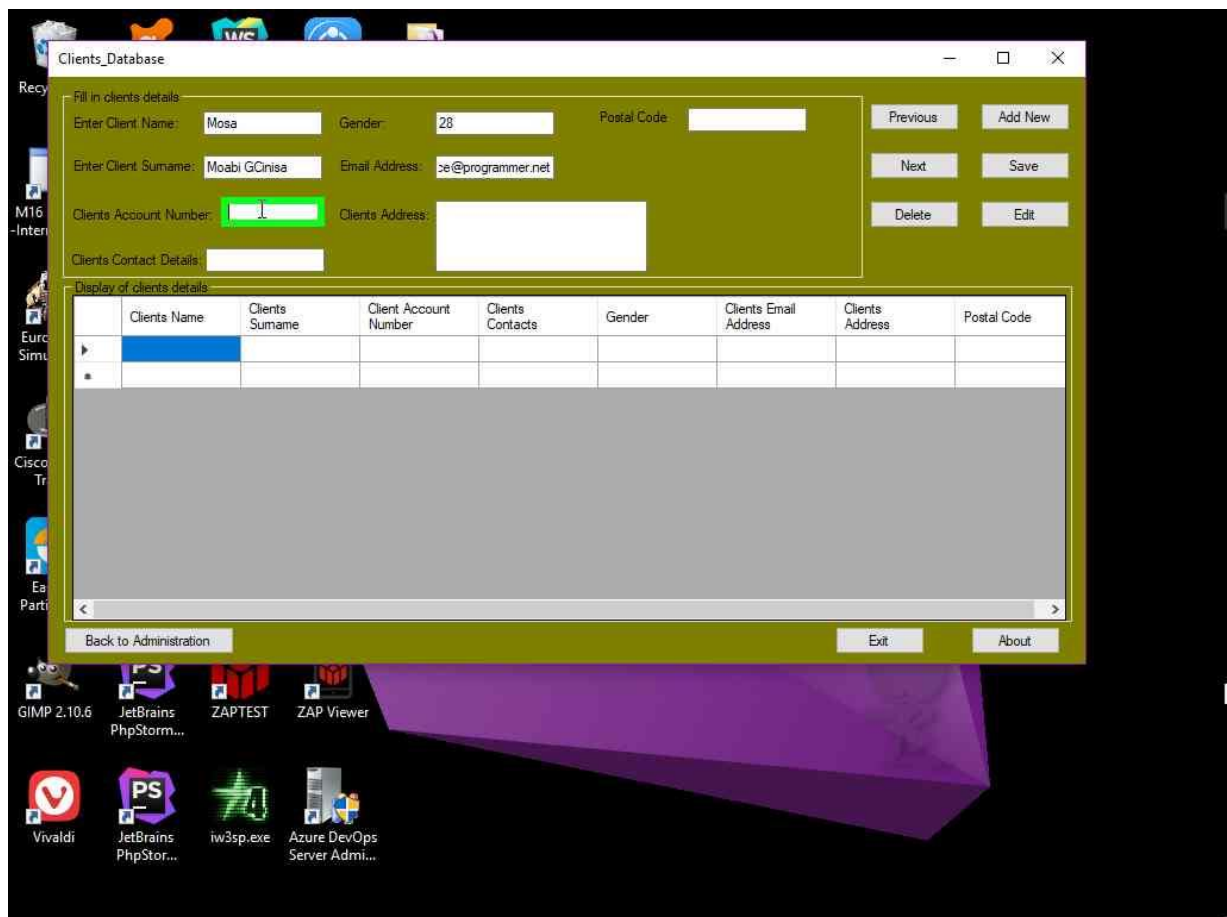 WS
Clients_Database
Recy
Fill in clients details
Enter Client Name: Mosa Gender: 28 Postal Code
Previous Add New
Enter Client Surname: Moabi GCinisa Email Address: ce@programmer.net
Next Save
M16
-Inter
Clients Account Number: Clients Address:
Delete Edit
Clients Contact Details:
Display of clients details
Clients Name Clients Surname Client Account Number Clients Contacts Gender Clients Email Address Clients Address Postal Code
Euro
Simu
Cisco
Tr
Ea
Parti
Back to Administration Exit About
PS
GIMP 2.10.6 JetBrains PhpStorm... ZAPTEST ZAP Viewer
PS
4
Vivaldi JetBrains PhpStor... iw3sp.exe Azure DevOps Server Admi...